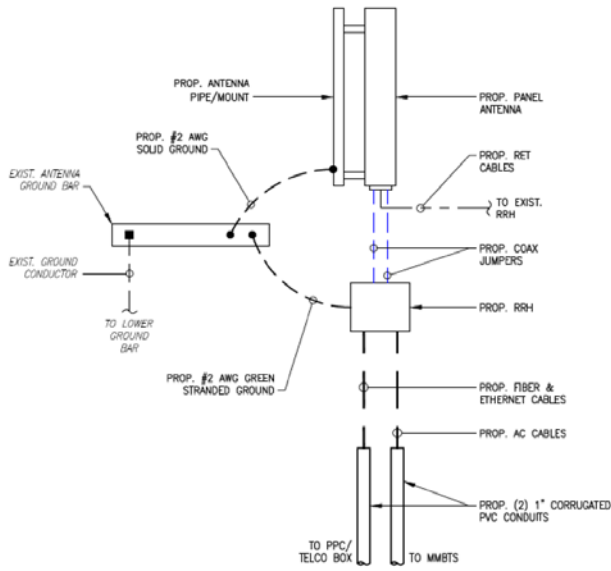 PROP. ANTENNA
PIPE/MOUNT
PROP. PANEL
ANTENNA
PROP. #2 AWG
SOLID GROUND
PROP. RET
CABLES
EXIST. ANTENNA
GROUND BAR
TO EXIST.
RRH
PROP. COAX
JUMPERS
EXIST. GROUND
CONDUCTOR
PROP. RRH
TO LOWER
GROUND
BAR
PROP. #2 AWG GREEN
STRANDED GROUND
PROP. FIBER &
ETHERNET CABLES
PROP. AC CABLES
PROP. (2) 1" CORRUGATED
PVC CONDUITS
TO PPC/
TELCO BOX
TO MMBTS